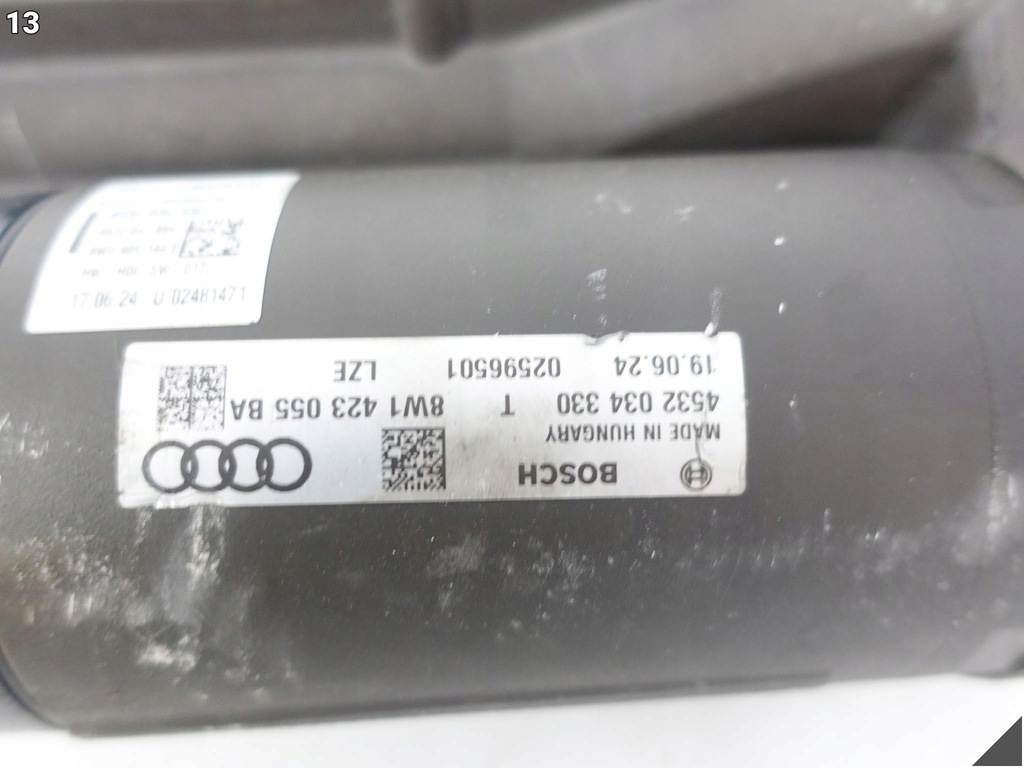 13
17.06.24 U 02481471
BOSCH
MADE IN HUNGARY
4532 034 330 T 8W1 423 055 BA
19.06.24 02596501 LZE